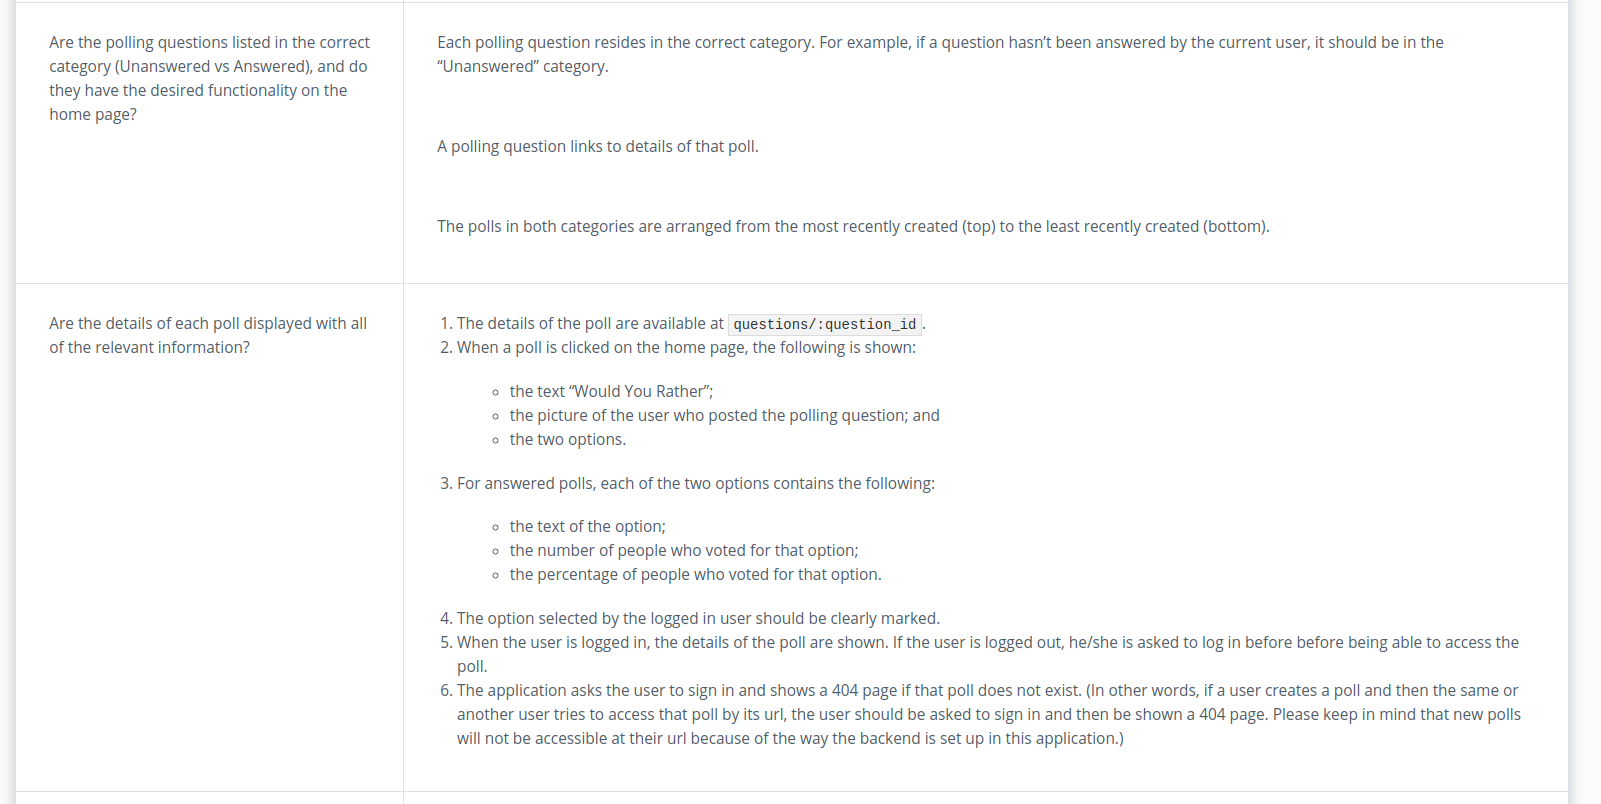 Are the polling questions listed in the correct
category (Unanswered vs Answered), and do
they have the desired functionality on the
home page?
Each polling question resides in the correct category. For example, if a question hasn’t been answered by the current user, it should be in the
“Unanswered” category.
A polling question links to details of that poll.
The polls in both categories are arranged from the most recently created (top) to the least recently created (bottom).
Are the details of each poll displayed with all
of the relevant information?
1. The details of the poll are available at questions/:question_id.
2. When a poll is clicked on the home page, the following is shown:
◦ the text “Would You Rather”;
◦ the picture of the user who posted the polling question; and
◦ the two options.
3. For answered polls, each of the two options contains the following:
◦ the text of the option;
◦ the number of people who voted for that option;
◦ the percentage of people who voted for that option.
4. The option selected by the logged in user should be clearly marked.
5. When the user is logged in, the details of the poll are shown. If the user is logged out, he/she is asked to log in before before being able to access the
poll.
6. The application asks the user to sign in and shows a 404 page if that poll does not exist. (In other words, if a user creates a poll and then the same or
another user tries to access that poll by its url, the user should be asked to sign in and then be shown a 404 page. Please keep in mind that new polls
will not be accessible at their url because of the way the backend is set up in this application.)